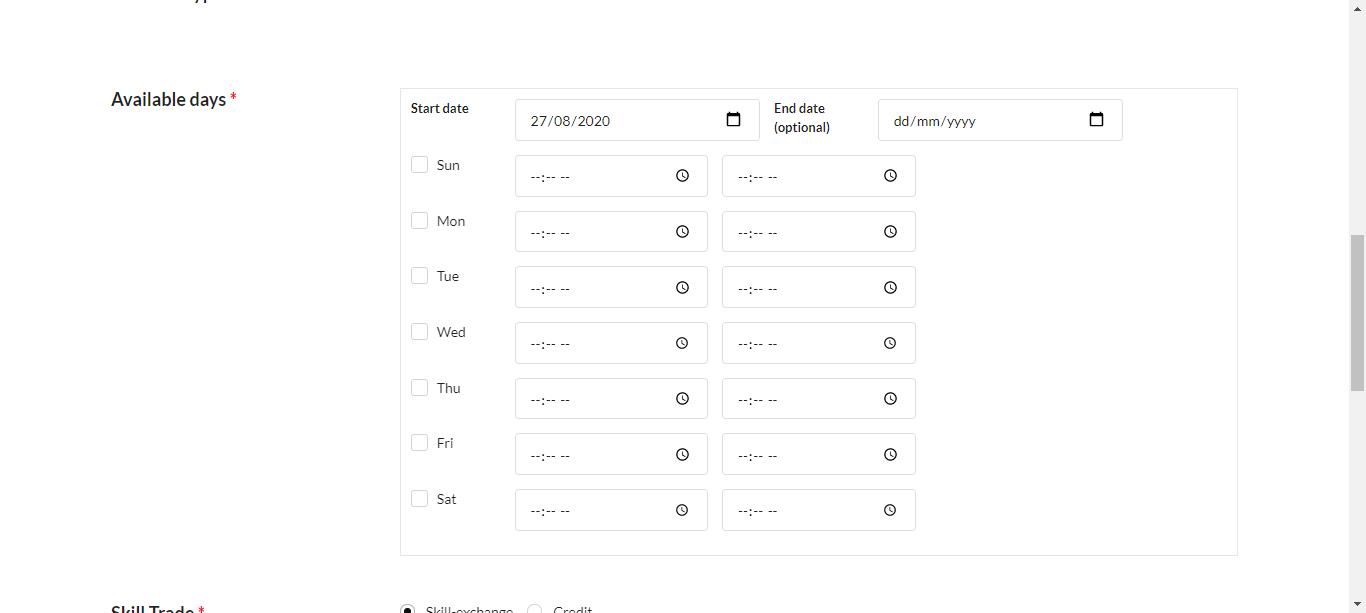 Available days *
Start date 27/08/2020 End date dd/mm/yyyy
(optional)
Sun --:-- -- --:-- --
Mon --:-- -- --:-- --
Tue --:-- -- --:-- --
Wed --:-- -- --:-- --
Thu --:-- -- --:-- --
Fri --:-- -- --:-- --
Sat --:-- -- --:-- --
Skill Trade * Skill-exchange Credit